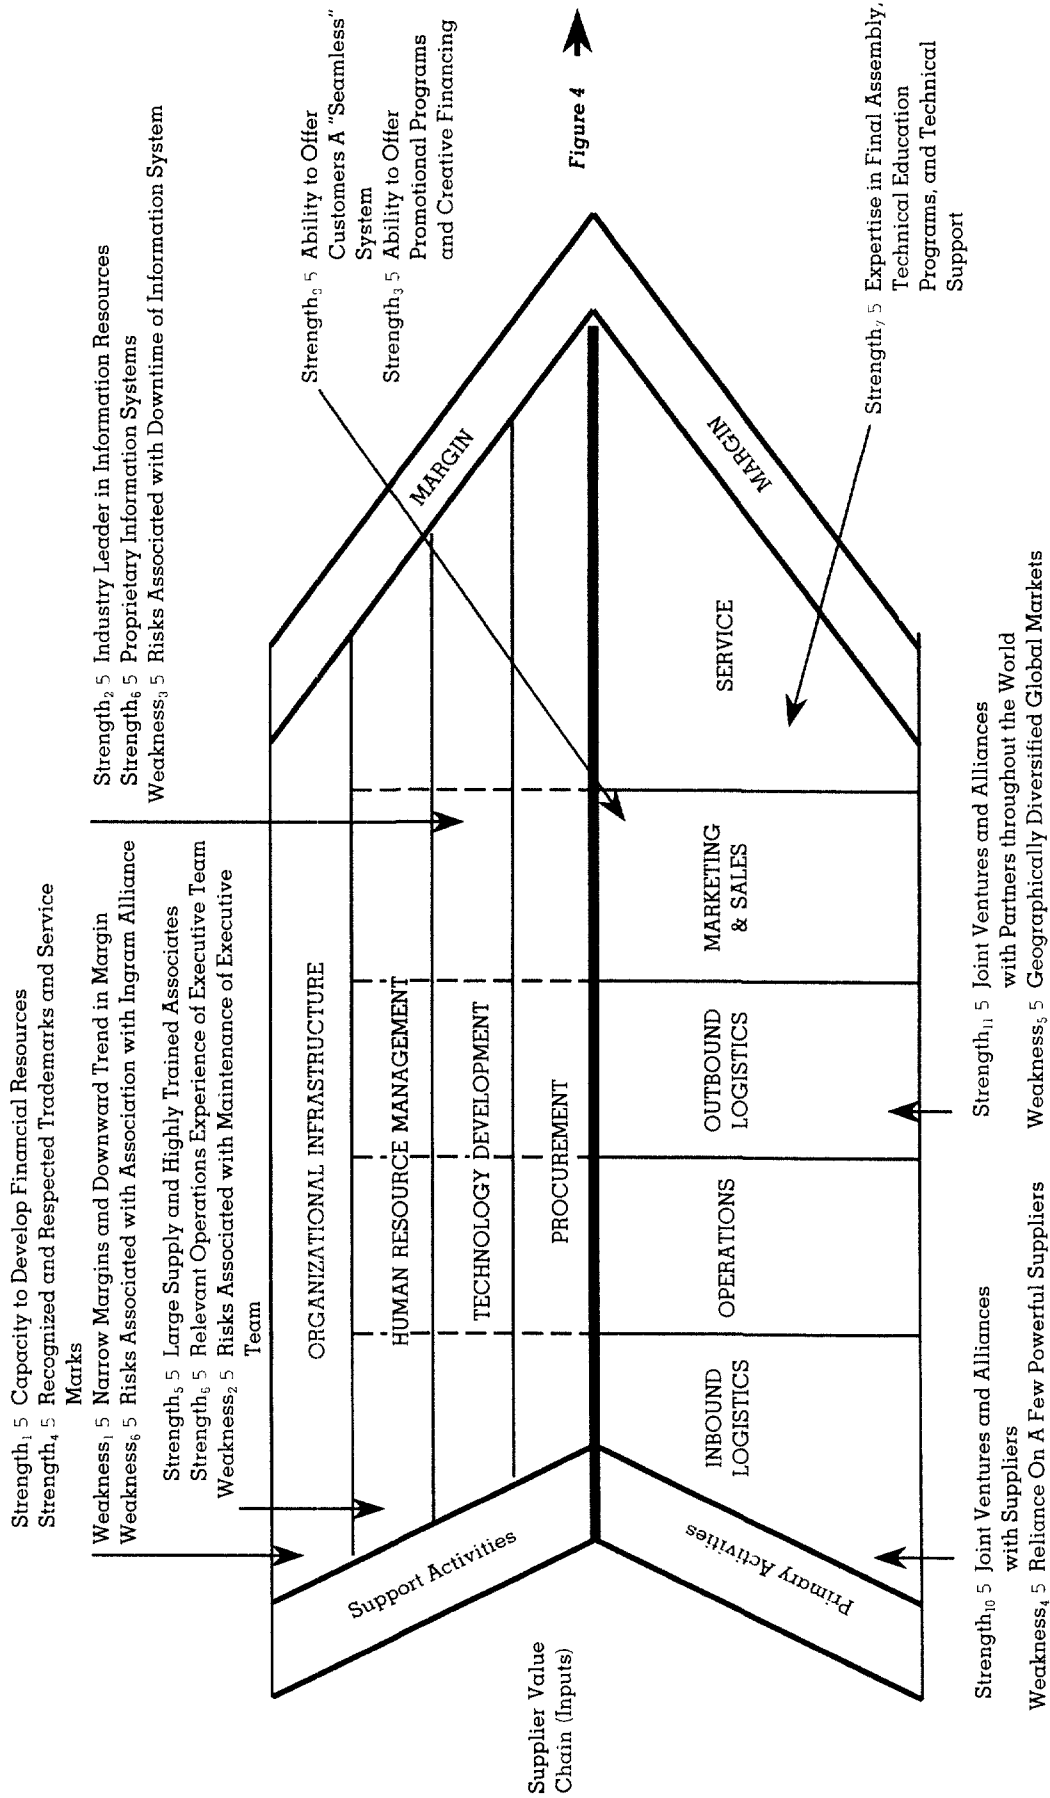 Strength₁ 5 Capacity to Develop Financial Resources
Strength₄ 5 Recognized and Respected Trademarks and Service
Marks
Weakness₁ 5 Narrow Margins and Downward Trend in Margin
Weakness₆ 5 Risks Associated with Association with Ingram Alliance
Strength₅ 5 Large Supply and Highly Trained Associates
Strength₆ 5 Relevant Operations Experience of Executive Team
Weakness₂ 5 Risks Associated with Maintenance of Executive
Team
Strength₂ 5 Industry Leader in Information Resources
Strength₆ 5 Proprietary Information Systems
Weakness₃ 5 Risks Associated with Downtime of Information System
Strength₉ 5 Ability to Offer
Customers A "Seamless"
System
Strength₃ 5 Ability to Offer
Promotional Programs
and Creative Financing
Support Activities
ORGANIZATIONAL INFRASTRUCTURE
HUMAN RESOURCE MANAGEMENT
TECHNOLOGY DEVELOPMENT
PROCUREMENT
MARGIN
Supplier Value
Chain (Inputs)
Figure 4
Primary Activities
INBOUND
LOGISTICS
OPERATIONS
OUTBOUND
LOGISTICS
MARKETING
& SALES
SERVICE
MARGIN
Strength₇ 5 Expertise in Final Assembly,
Technical Education
Programs, and Technical
Support
Strength₁₀ 5 Joint Ventures and Alliances
with Suppliers
Weakness₄ 5 Reliance On A Few Powerful Suppliers
Strength₁₁ 5 Joint Ventures and Alliances
with Partners throughout the World
Weakness₅ 5 Geographically Diversified Global Markets